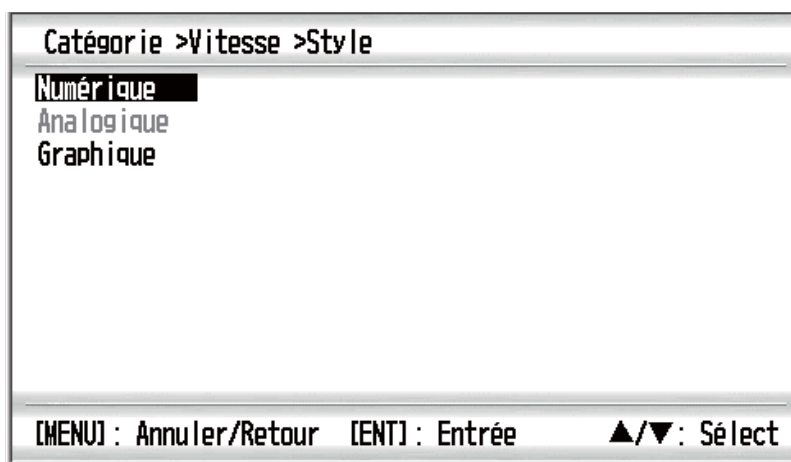 Catégorie >Vitesse >Style
Numérique
Analogique
Graphique
[MENU] : Annuler/Retour [ENT] : Entrée ▲/▼: Sélect